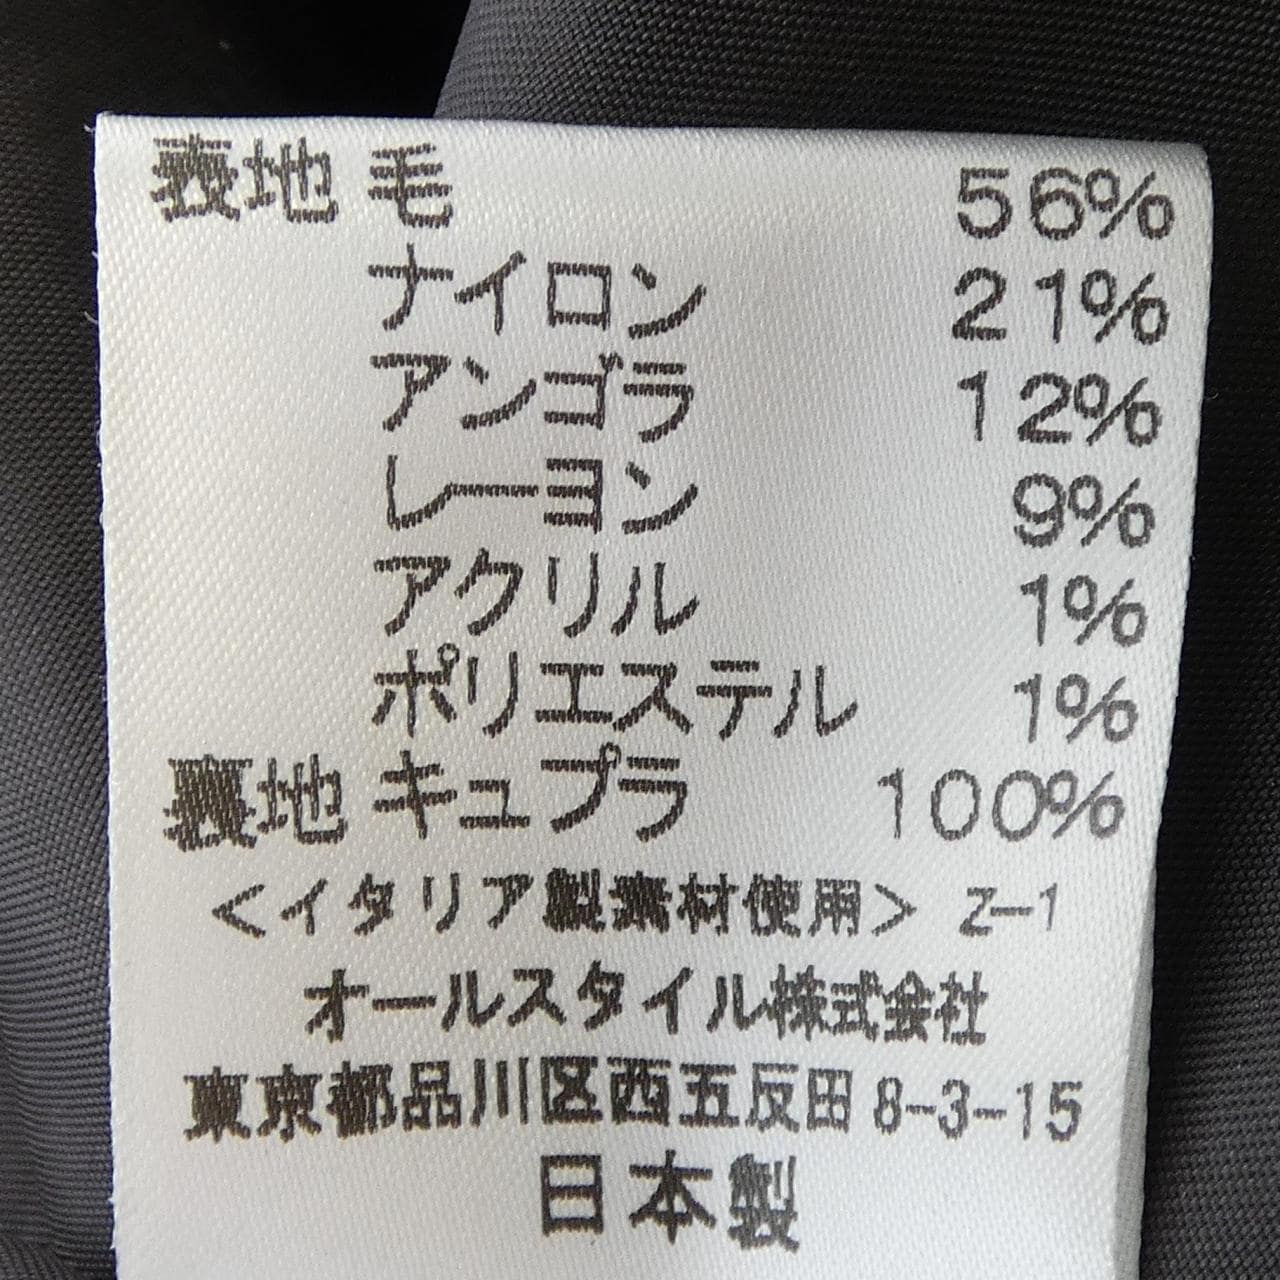 表地 毛 56%
ナイロン 21%
アンゴラ 12%
レーヨン 9%
アクリル 1%
ポリエステル 1%
裏地 キュプラ 100%
<イタリア製素材使用> Z-1
オールスタイル株式会社
東京都品川区西五反田8-3-15
日本製